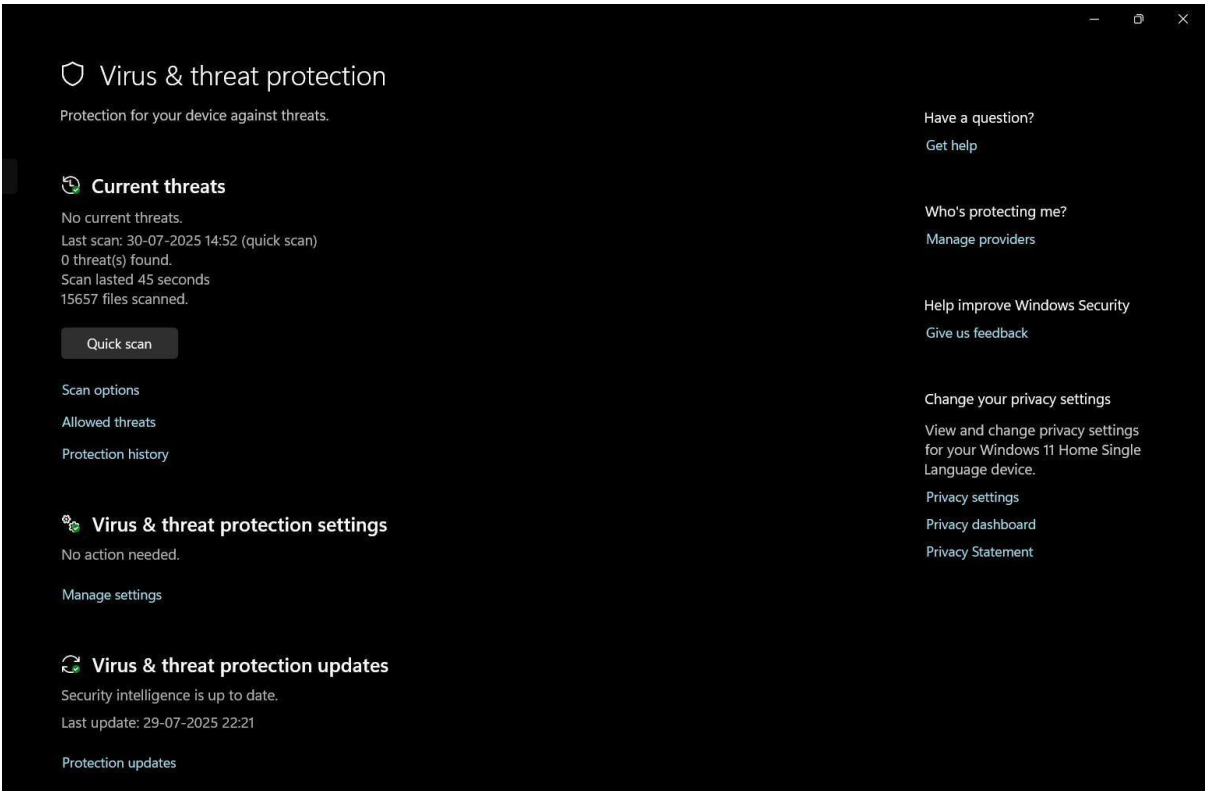 Virus & threat protection
Protection for your device against threats.
Current threats
No current threats.
Last scan: 30-07-2025 14:52 (quick scan)
0 threat(s) found.
Scan lasted 45 seconds
15657 files scanned.
Quick scan
Scan options
Allowed threats
Protection history
Virus & threat protection settings
No action needed.
Manage settings
Virus & threat protection updates
Security intelligence is up to date.
Last update: 29-07-2025 22:21
Protection updates
Have a question?
Get help
Who's protecting me?
Manage providers
Help improve Windows Security
Give us feedback
Change your privacy settings
View and change privacy settings
for your Windows 11 Home Single
Language device.
Privacy settings
Privacy dashboard
Privacy Statement